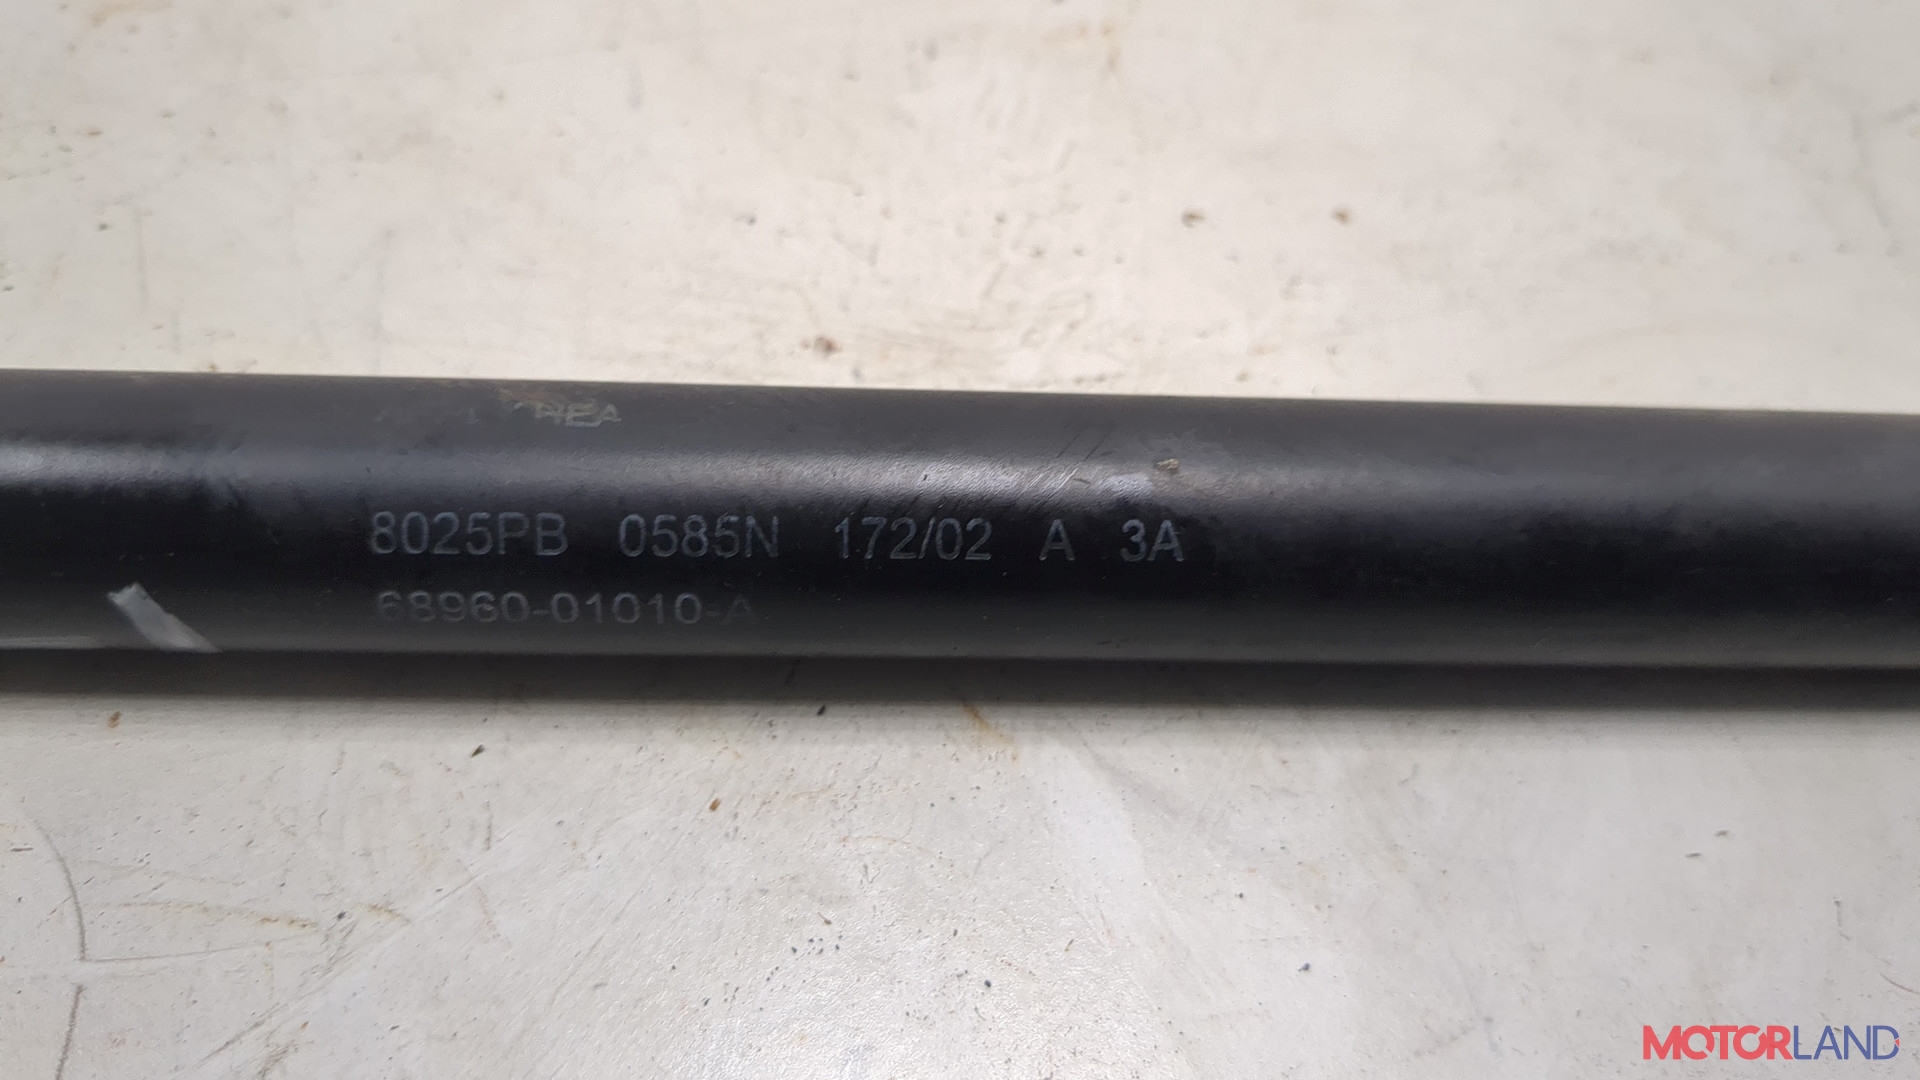 8025PB 0585N 172/02 A 3A
68960-01010-A
MOTORLAND